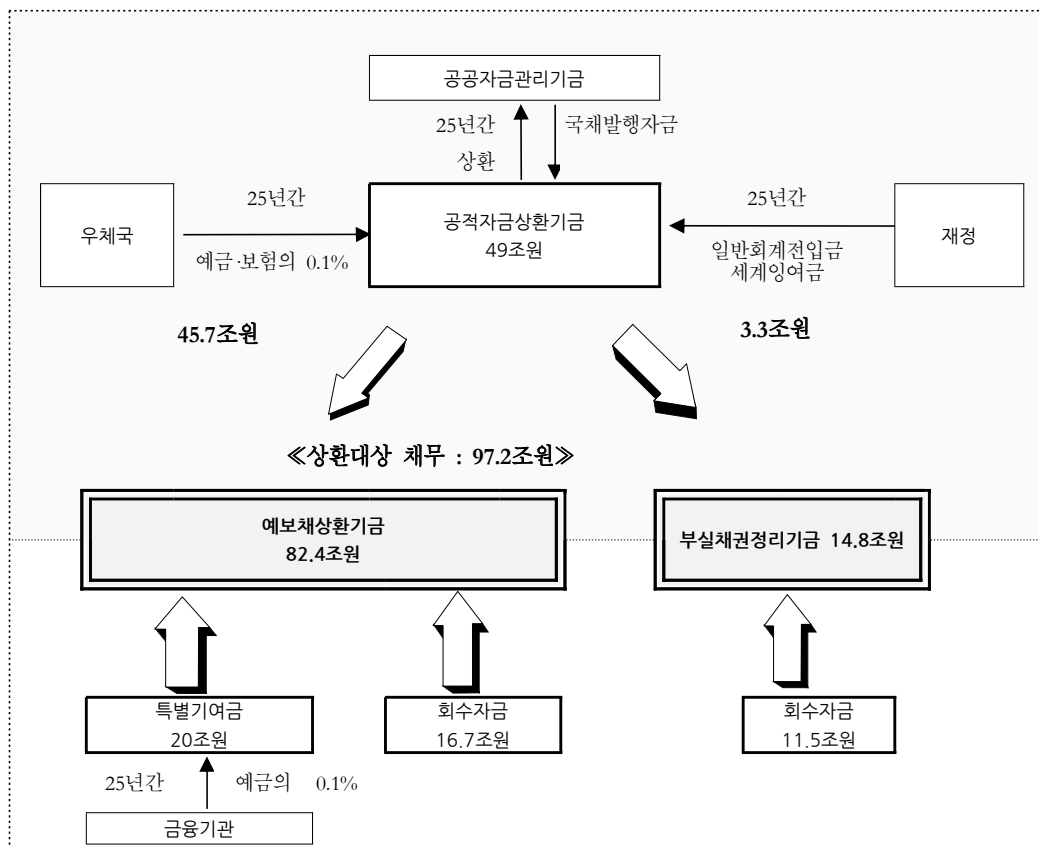 공공자금관리기금
25년간
상환
국채발행자금
우체국
25년간
예금·보험의 0.1%
공적자금상환기금
49조원
25년간
일반회계전입금
세계잉여금
재정
45.7조원
3.3조원
≪상환대상 채무 : 97.2조원≫
예보채상환기금
82.4조원
부실채권정리기금 14.8조원
특별기여금
20조원
회수자금
16.7조원
회수자금
11.5조원
25년간 예금의 0.1%
금융기관